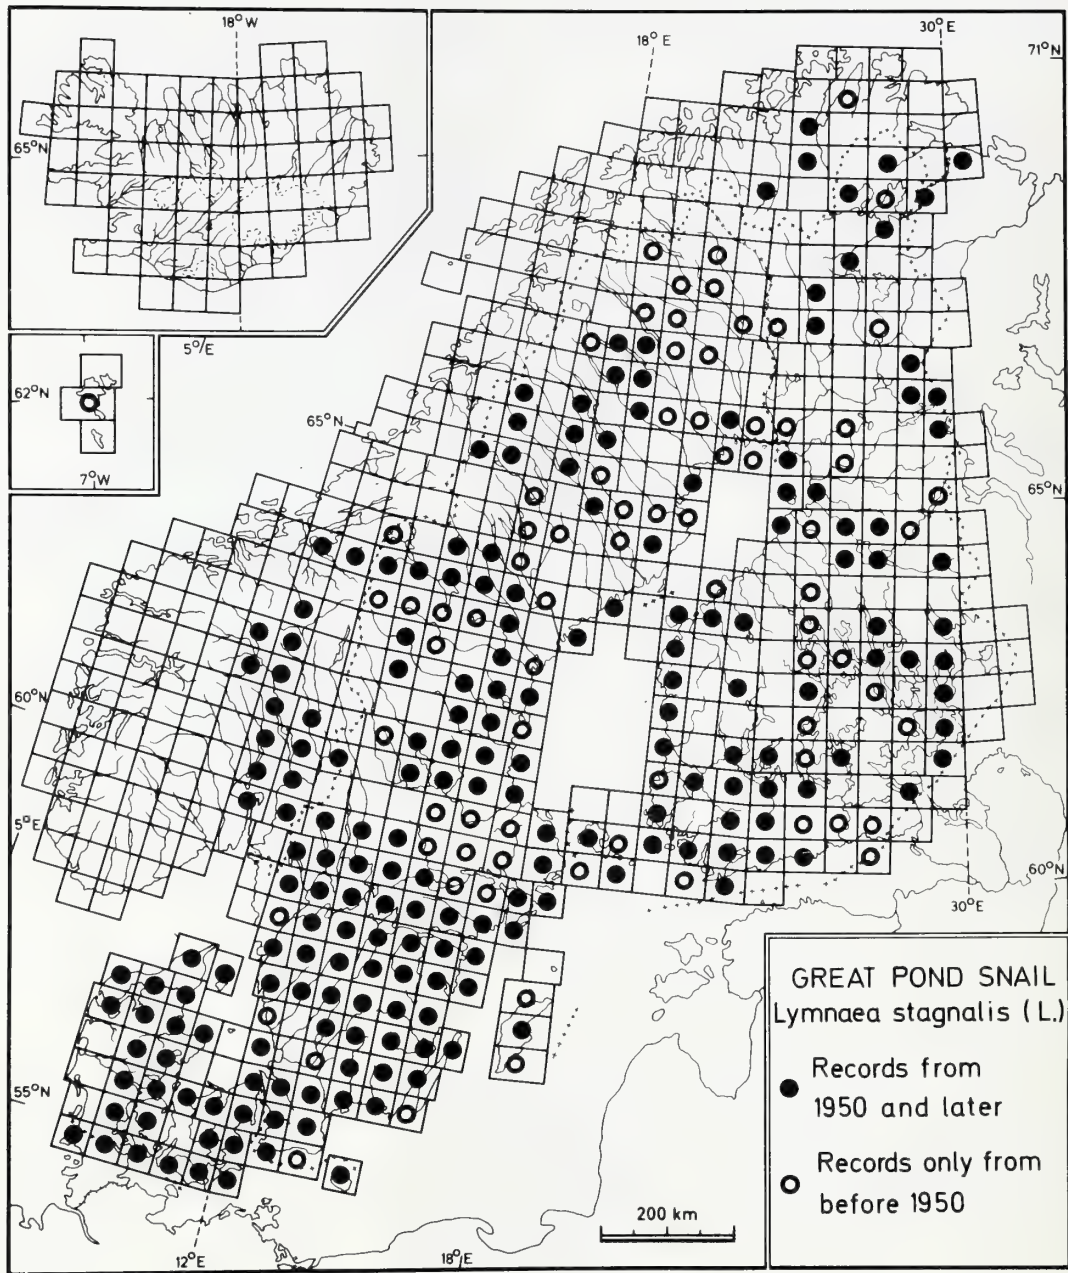 18° W
65° N
5° E
62° N
7° W
18° E
30° E
71° N
65° N
65° N
60° N
5° E
60° N
30° E
55° N
12° E
18° E
200 km
GREAT POND SNAIL
Lymnaea stagnalis (L.)
Records from
1950 and later
Records only from
before 1950